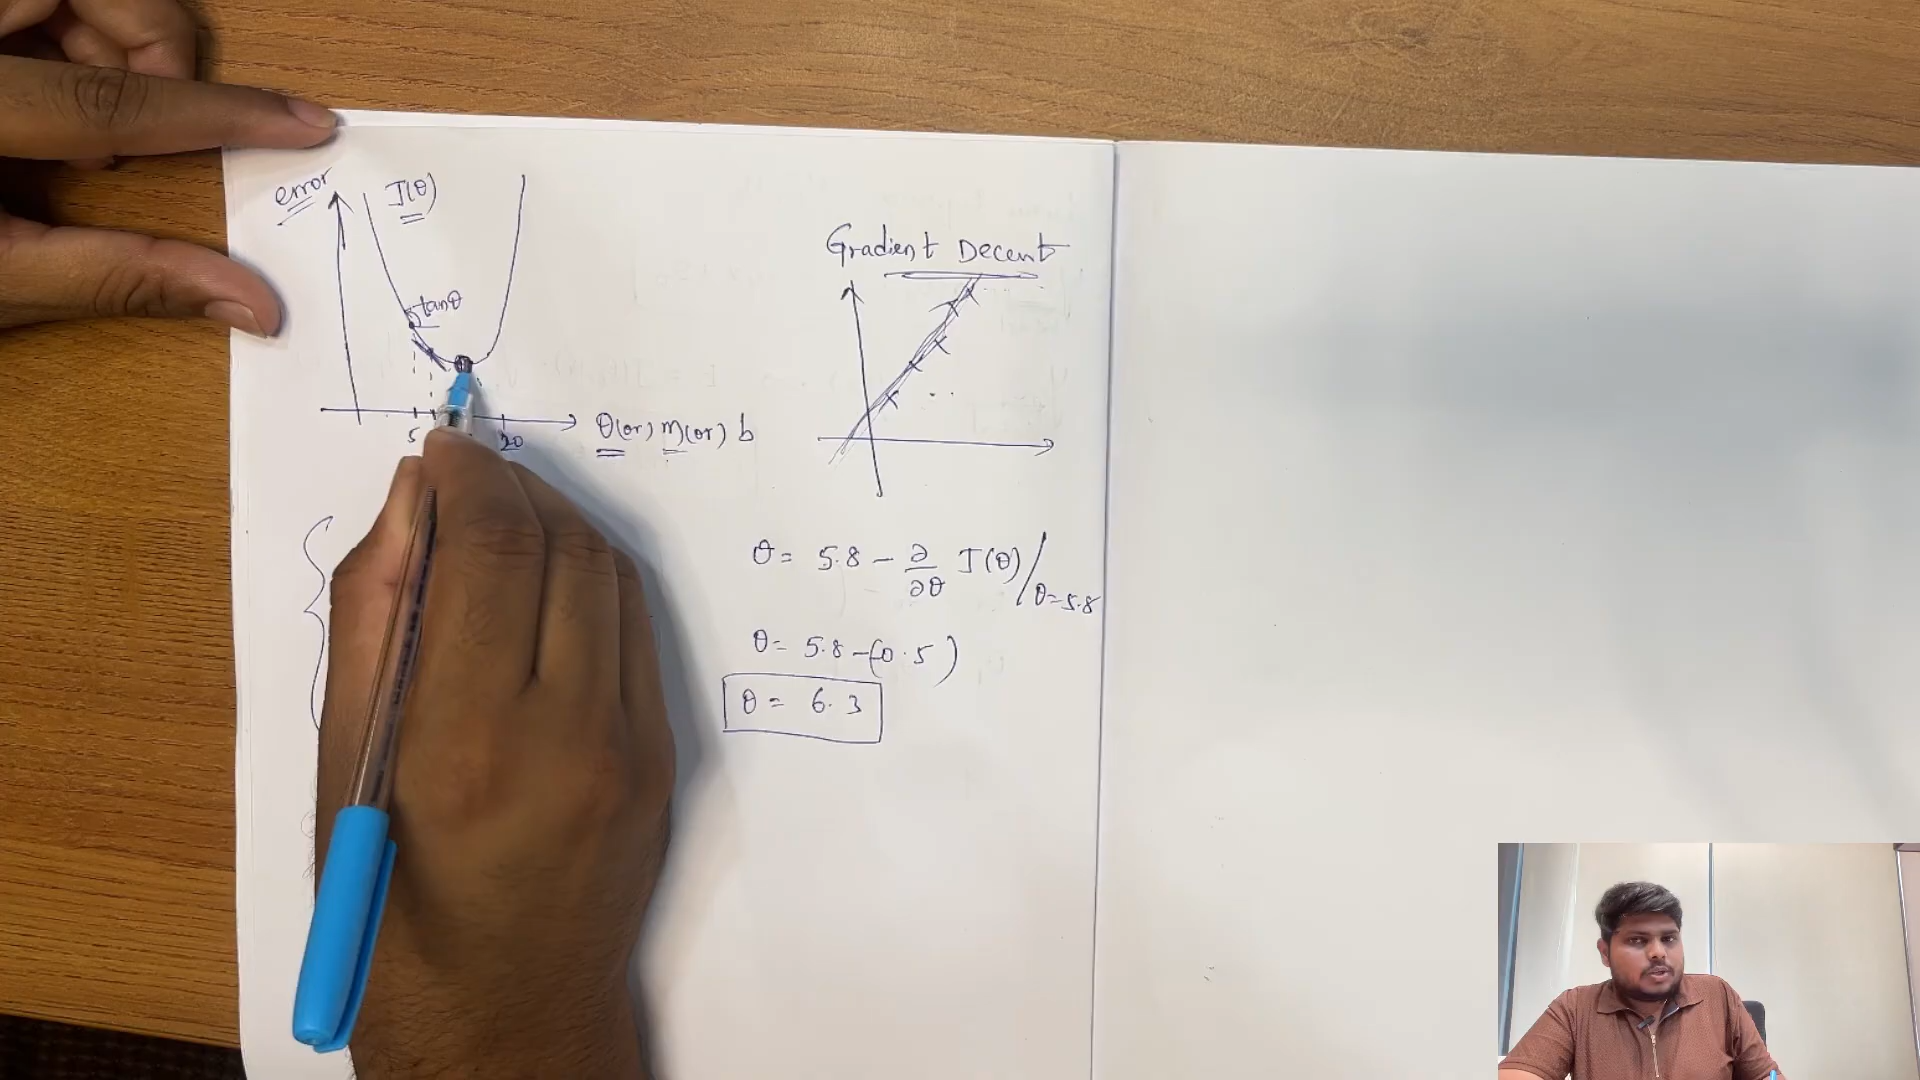 error
J(θ)
tanθ
5
20
θ(or) m(or) b
Gradient Decent
θ = 5.8 - ∂/∂θ J(θ) / θ=5.8
θ = 5.8 - (-0.5)
θ = 6.3